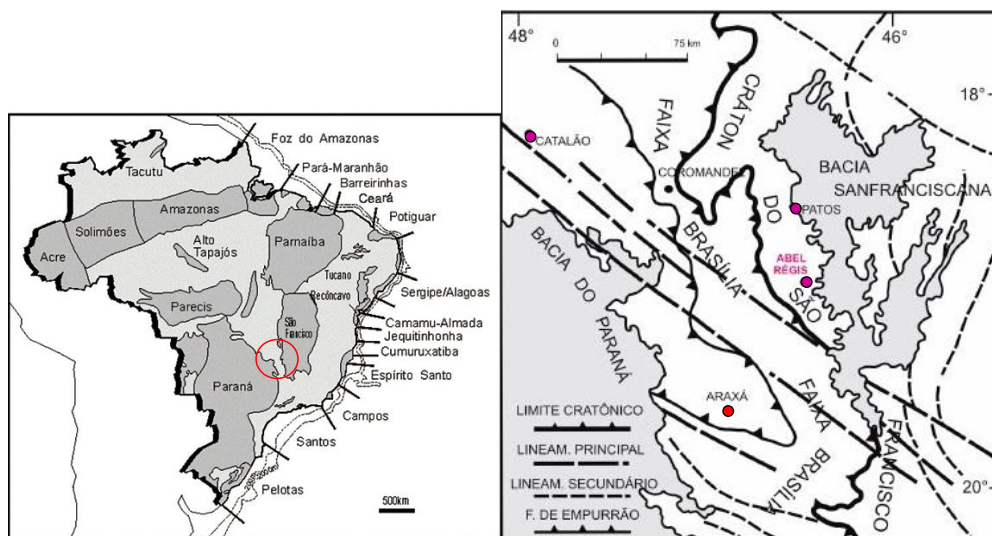 Foz do Amazonas
Pará-Maranhão
Barreirinhas
Ceará
Potiguar
Tacutu
Amazonas
Solimões
Acre
Alto
Tapajós
Parnaíba
Tucano
Recôncavo
Sergipe/Alagoas
Parecis
São
Francisco
Camamu-Almada
Jequitinhonha
Cumuruxatiba
Espírito Santo
Paraná
Campos
Santos
Pelotas
500km
48°
46°
0
75 km
18°
FAIXA
CRÁTON
CATALÃO
COROMANDEL
BACIA
SANFRANCISCANA
DO
PATOS
BRASÍLIA
ABEL
RÉGIS
SÃO
BACIA DO
PARANÁ
ARAXÁ
FAIXA
BRASÍLIA
FRANCISCO
LIMITE CRATÔNICO
LINEAM. PRINCIPAL
LINEAM. SECUNDÁRIO
F. DE EMPURRÃO
20°